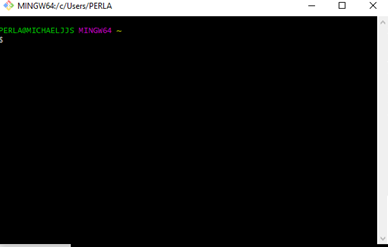 MINGW64:/c/Users/PERLA
PERLA@MICHAELJJS MINGW64 ~
$